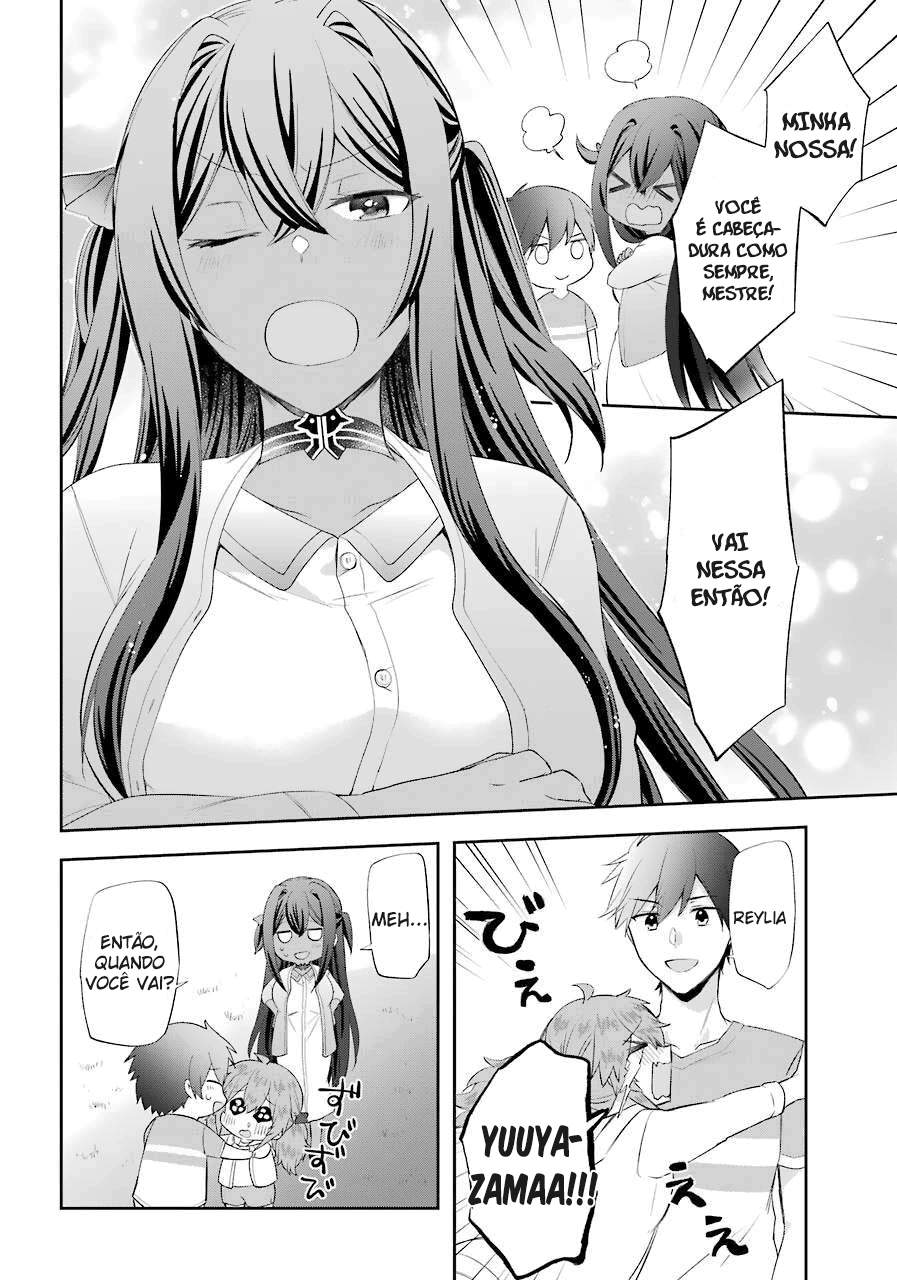 MINHA
NOSSA!
VOCÊ
É CABEÇA-
DURA COMO
SEMPRE,
MESTRE!
VAI
NESSA
ENTÃO!
REYLIA
びえ
ぇぇ
YUUYA-
ZAMAA!!!
MEH...
ENTÃO,
QUANDO
VOCÊ VAI?
ずびずび